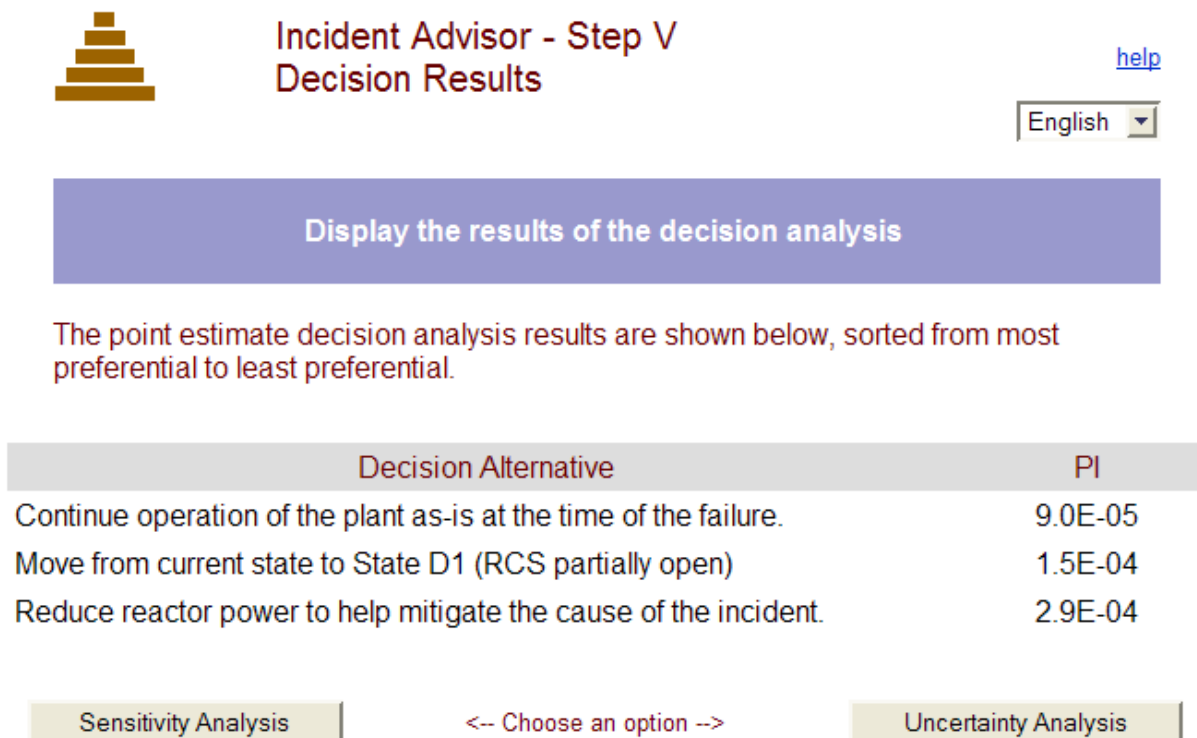 Incident Advisor - Step V
Decision Results
help
English
Display the results of the decision analysis
The point estimate decision analysis results are shown below, sorted from most
preferential to least preferential.
Decision Alternative PI
Continue operation of the plant as-is at the time of the failure. 9.0E-05
Move from current state to State D1 (RCS partially open) 1.5E-04
Reduce reactor power to help mitigate the cause of the incident. 2.9E-04
Sensitivity Analysis <-- Choose an option --> Uncertainty Analysis